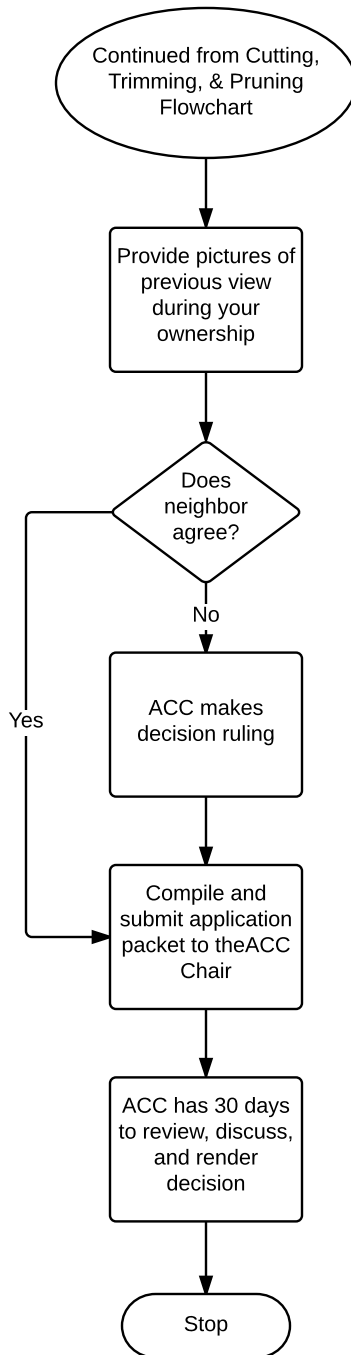 Continued from Cutting,
Trimming, & Pruning
Flowchart
Provide pictures of
previous view
during your
ownership
Does
neighbor
agree?
No
Yes
ACC makes
decision ruling
Compile and
submit application
packet to theACC
Chair
ACC has 30 days
to review, discuss,
and render
decision
Stop